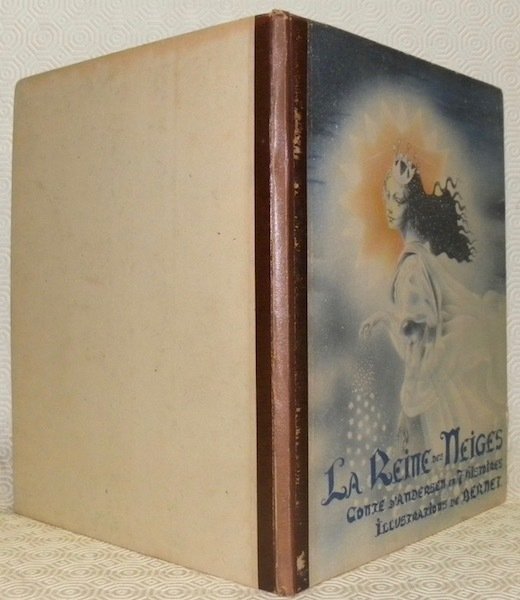 La Reine des Neiges
Conte d'Andersen en 7 histoires
Illustrations de Bernet